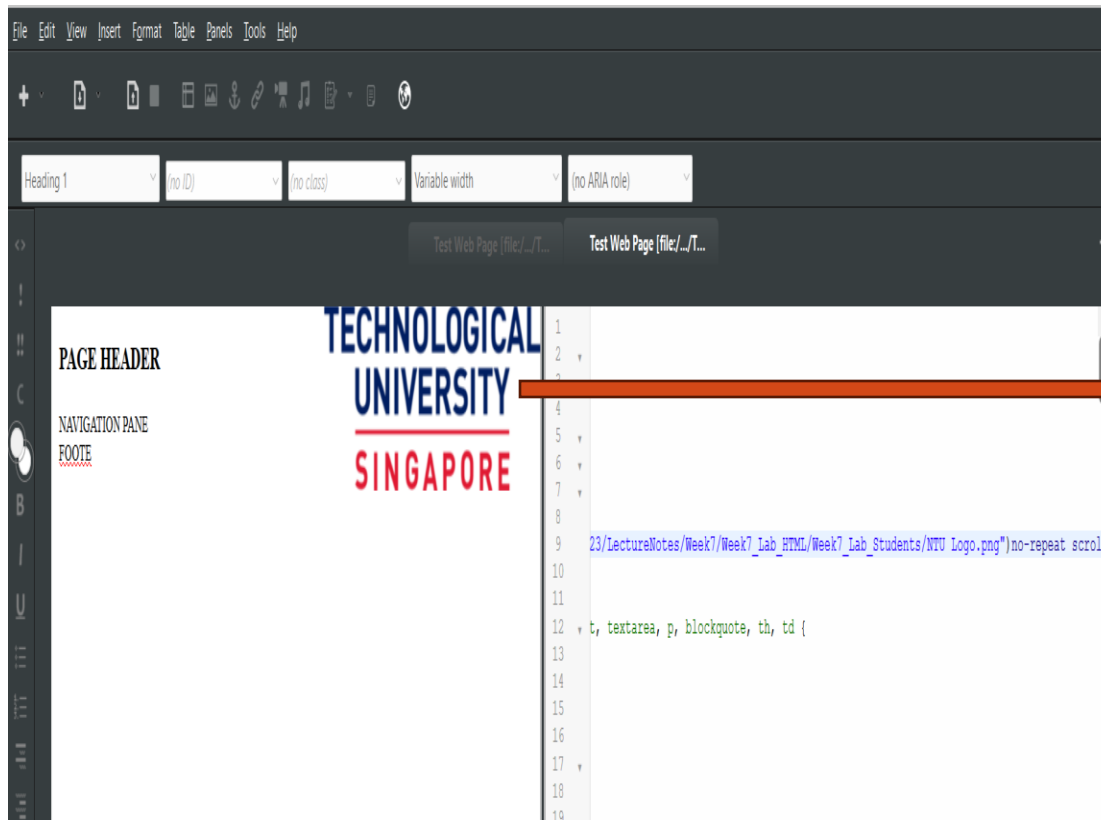 File Edit View Insert Format Table Panels Tools Help
Heading 1 (no ID) (no class) Variable width (no ARIA role)
Test Web Page [file:/.../T... Test Web Page [file:/.../T...
PAGE HEADER
NAVIGATION PANE
FOOTE
TECHNOLOGICAL
UNIVERSITY
SINGAPORE
1
2
3
4
5
6
7
8
9 23/LectureNotes/Week7/Week7_Lab_HTML/Week7_Lab_Students/NTU Logo.png")no-repeat scrol
10
11
12 t, textarea, p, blockquote, th, td {
13
14
15
16
17
18
19
B
I
U